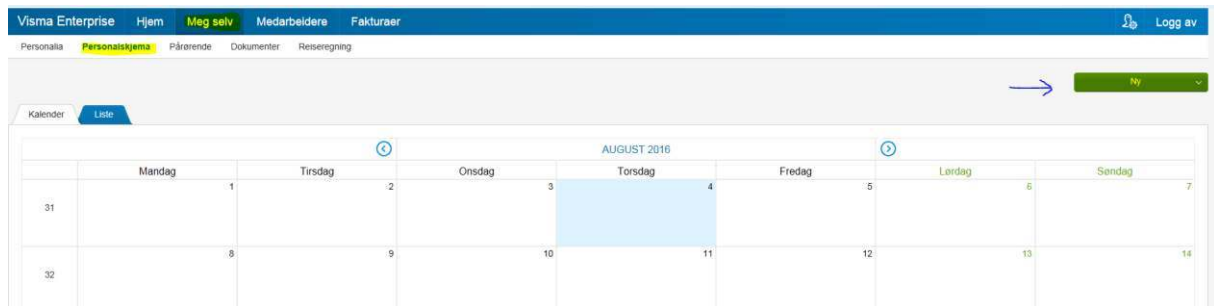 Visma Enterprise Hjem Meg selv Medarbeidere Fakturaer Logg av
Personalia Personalskjema Pårørende Dokumenter Reiseregning
Ny
Kalender Liste
AUGUST 2016
Mandag Tirsdag Onsdag Torsdag Fredag Lørdag Søndag
31 1 2 3 4 5 6 7
32 8 9 10 11 12 13 14